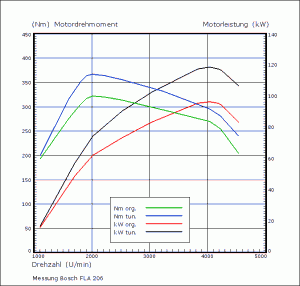 (Nm) Motordrehmoment Motorleistung (kW)
450 140
400 120
350
300 100
250 80
200
150 60
100 40
50 20
0 0
1000 2000 3000 4000 5000
Nm org.
Nm tun.
kW org.
kW tun.
Drehzahl (U/min)
Messung Bosch FLA 206